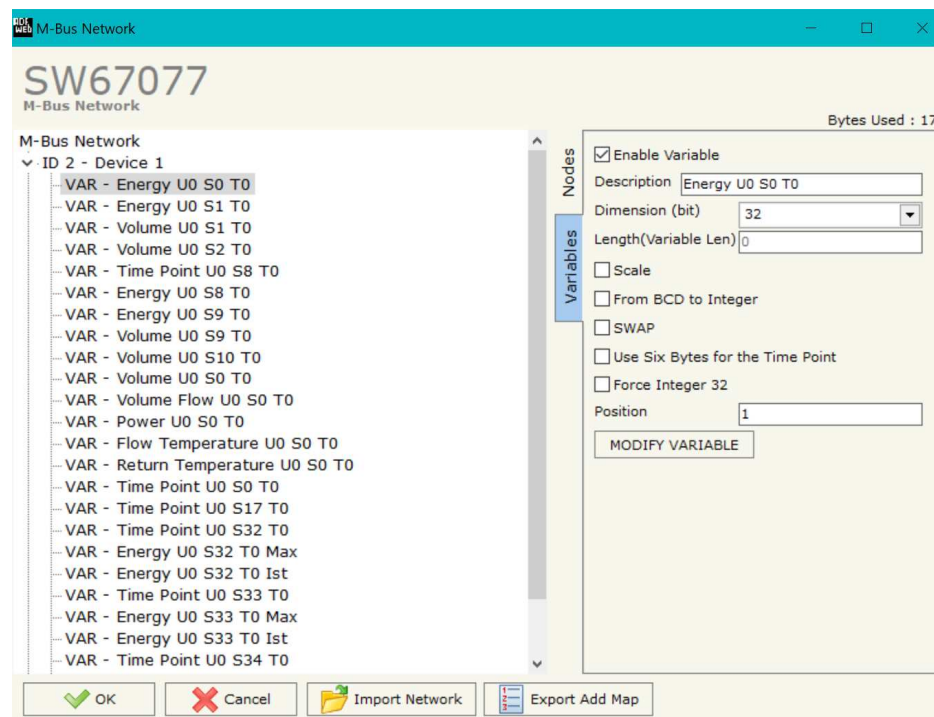 ADF
WEB M-Bus Network
SW67077
M-Bus Network
Bytes Used : 17
M-Bus Network
ID 2 - Device 1
VAR - Energy U0 S0 T0
VAR - Energy U0 S1 T0
VAR - Volume U0 S1 T0
VAR - Volume U0 S2 T0
VAR - Time Point U0 S8 T0
VAR - Energy U0 S8 T0
VAR - Energy U0 S9 T0
VAR - Volume U0 S9 T0
VAR - Volume U0 S10 T0
VAR - Volume U0 S0 T0
VAR - Volume Flow U0 S0 T0
VAR - Power U0 S0 T0
VAR - Flow Temperature U0 S0 T0
VAR - Return Temperature U0 S0 T0
VAR - Time Point U0 S0 T0
VAR - Time Point U0 S17 T0
VAR - Time Point U0 S32 T0
VAR - Energy U0 S32 T0 Max
VAR - Energy U0 S32 T0 Ist
VAR - Time Point U0 S33 T0
VAR - Energy U0 S33 T0 Max
VAR - Energy U0 S33 T0 Ist
VAR - Time Point U0 S34 T0
Nodes
Variables
Enable Variable
Description Energy U0 S0 T0
Dimension (bit) 32
Length(Variable Len) 0
Scale
From BCD to Integer
SWAP
Use Six Bytes for the Time Point
Force Integer 32
Position 1
MODIFY VARIABLE
OK Cancel Import Network Export Add Map